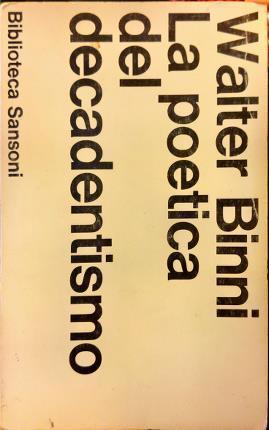 Walter Binni
La poetica
del
decadentismo
Biblioteca Sansoni